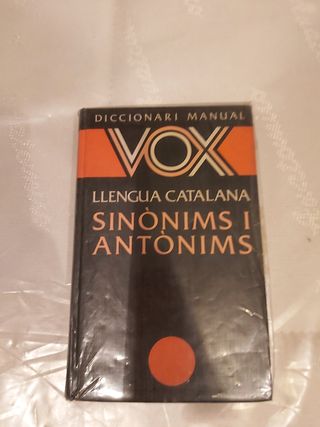 DICCIONARI MANUAL
VOX
LLENGUA CATALANA
SINÒNIMS I
ANTÒNIMS